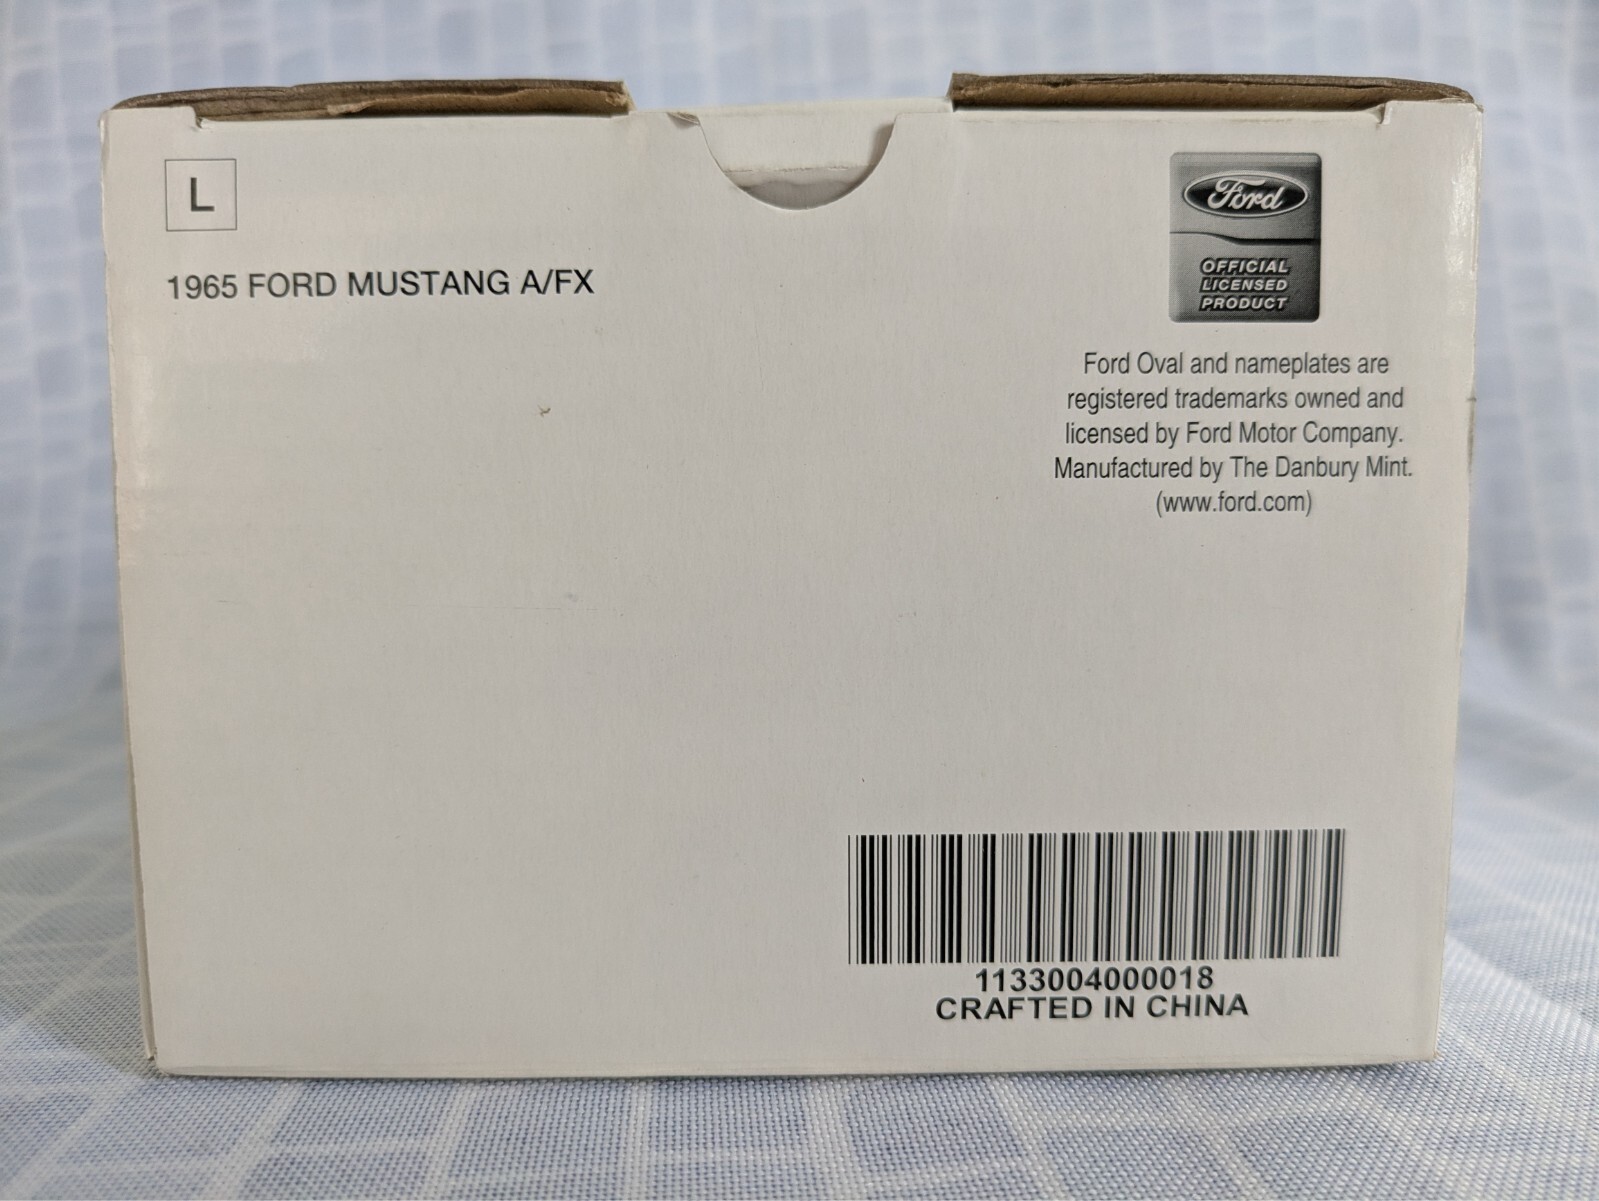 L
1965 FORD MUSTANG A/FX
Ford
OFFICIAL
LICENSED
PRODUCT
Ford Oval and nameplates are
registered trademarks owned and
licensed by Ford Motor Company.
Manufactured by The Danbury Mint.
(www.ford.com)
1133004000018
CRAFTED IN CHINA